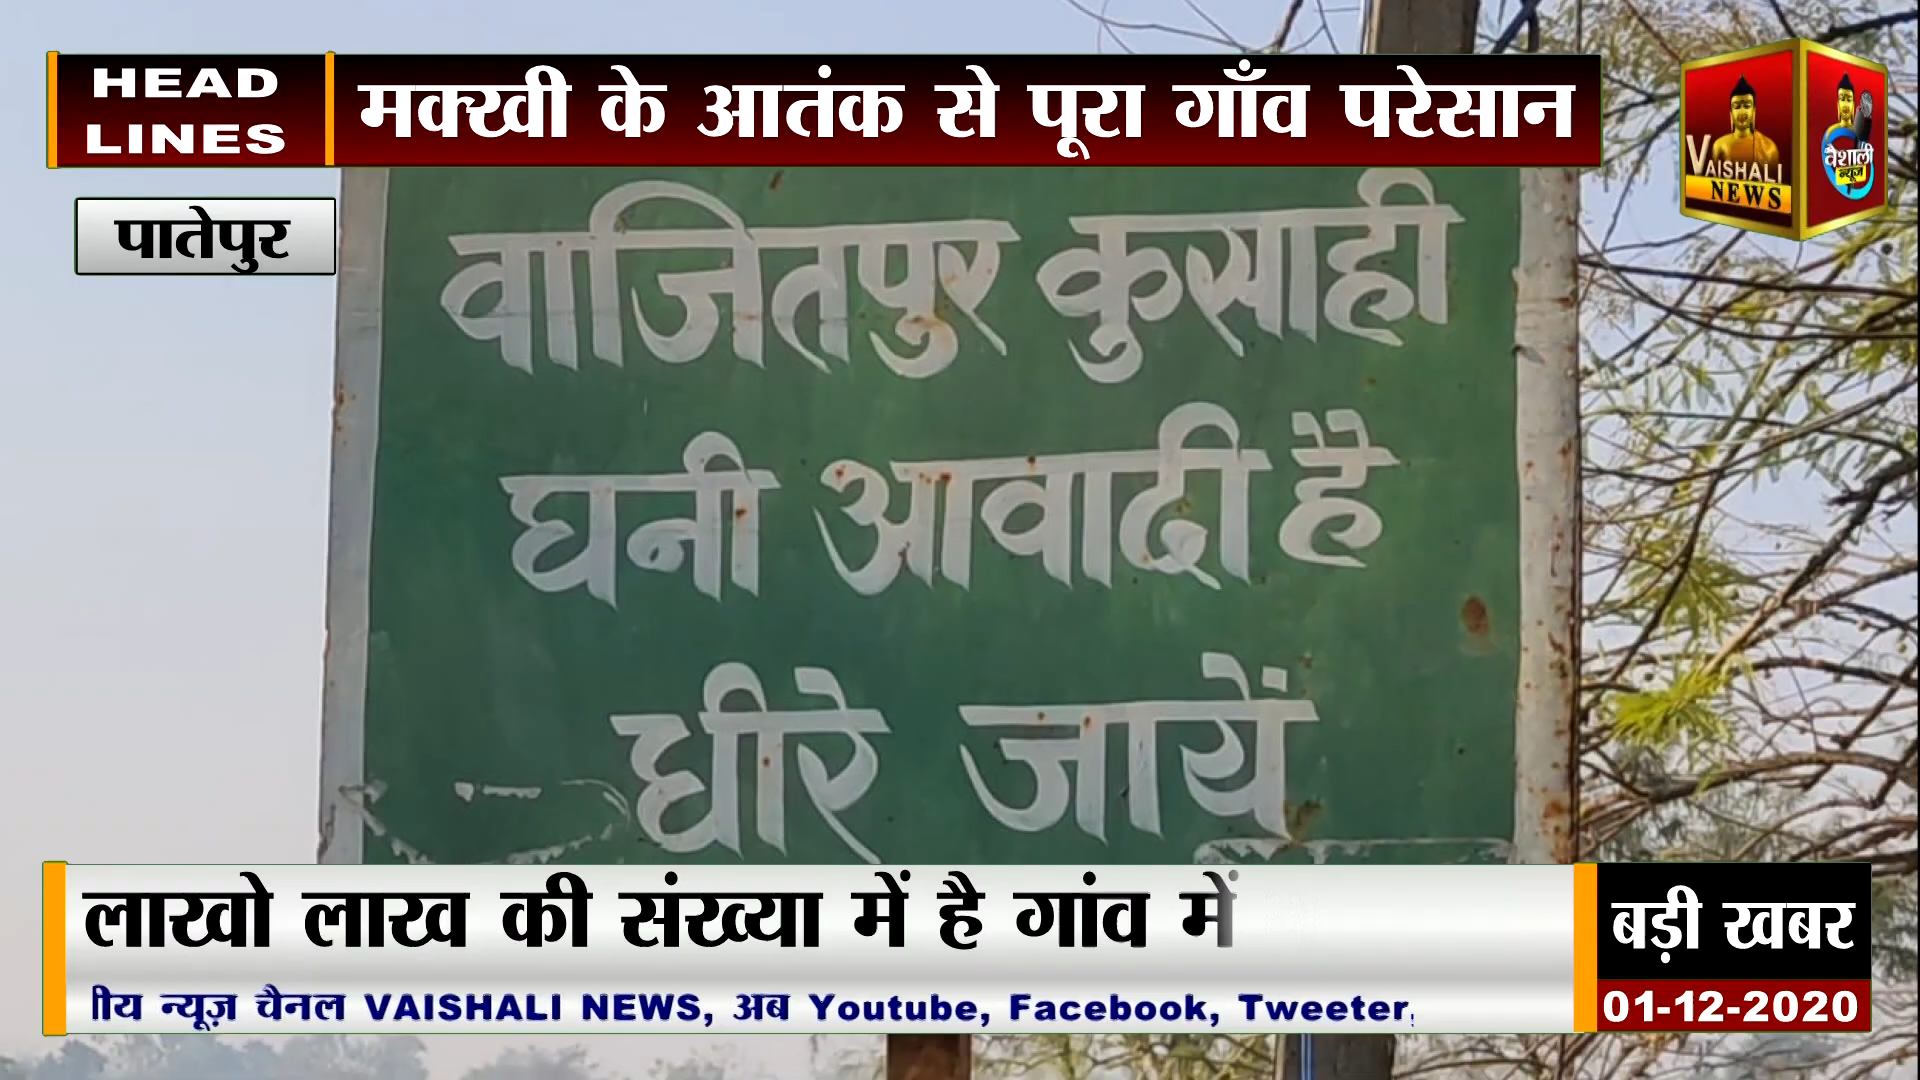 HEAD
LINES
मक्खी के आतंक से पूरा गाँव परेसान
VAISHALI
NEWS
वैशाली
न्यूज
पातेपुर
वाजितपुर कुसाही
घनी आवादी है
धीरे जायें
लाखो लाख की संख्या में है गांव में
बड़ी खबर
ीय न्यूज़ चैनल VAISHALI NEWS, अब Youtube, Facebook, Tweeter,
01-12-2020